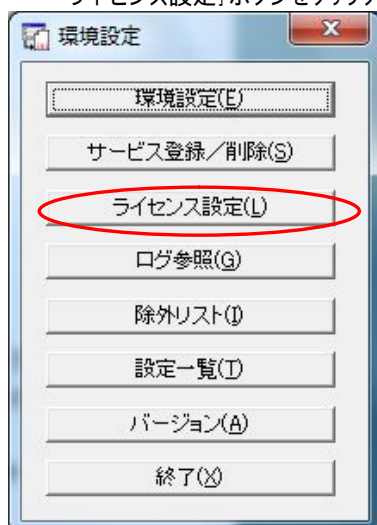 ライセンス設定」ボタンをクリック
環境設定
環境設定(E)
サービス登録／削除(S)
ライセンス設定(L)
ログ参照(G)
除外リスト(I)
設定一覧(T)
バージョン(A)
終了(X)